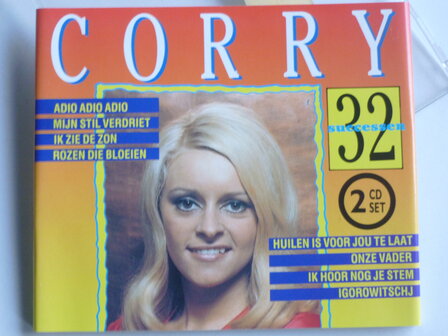 CORRY
ADIO ADIO ADIO
MIJN STIL VERDRIET
IK ZIE DE ZON
ROZEN DIE BLOEIEN
32
successen
2 CD
SET
HUILEN IS VOOR JOU TE LAAT
ONZE VADER
IK HOOR NOG JE STEM
IGOROWITSCHJ